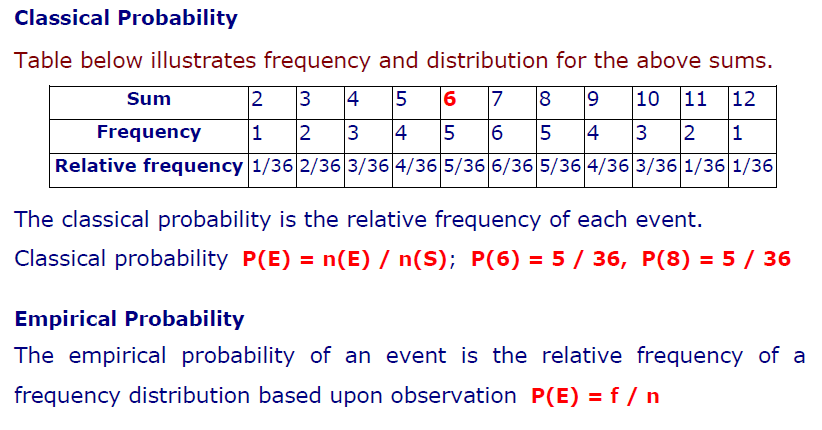 Classical Probability
Table below illustrates frequency and distribution for the above sums.
Sum 2 3 4 5 6 7 8 9 10 11 12
Frequency 1 2 3 4 5 6 5 4 3 2 1
Relative frequency 1/36 2/36 3/36 4/36 5/36 6/36 5/36 4/36 3/36 1/36 1/36
The classical probability is the relative frequency of each event.
Classical probability P(E) = n(E) / n(S); P(6) = 5 / 36, P(8) = 5 / 36
Empirical Probability
The empirical probability of an event is the relative frequency of a
frequency distribution based upon observation P(E) = f / n